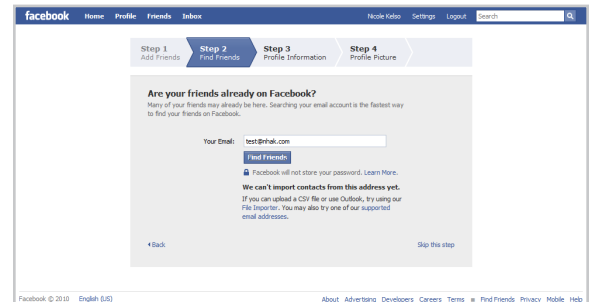 facebook Home Profile Friends Inbox Nicole Kelso Settings Logout Search
Step 1 Step 2 Step 3 Step 4
Add Friends Find Friends Profile Information Profile Picture
Are your friends already on Facebook?
Many of your friends may already be here. Searching your email account is the fastest way
to find your friends on Facebook.
Your Email: test@nhak.com
Find Friends
Facebook will not store your password. Learn More.
We can't import contacts from this address yet.
If you can upload a CSV file or use Outlook, try using our
File Importer. You may also try one of our supported
email addresses.
Back Skip this step
Facebook © 2010 English (US) About Advertising Developers Careers Terms Find Friends Privacy Mobile Help